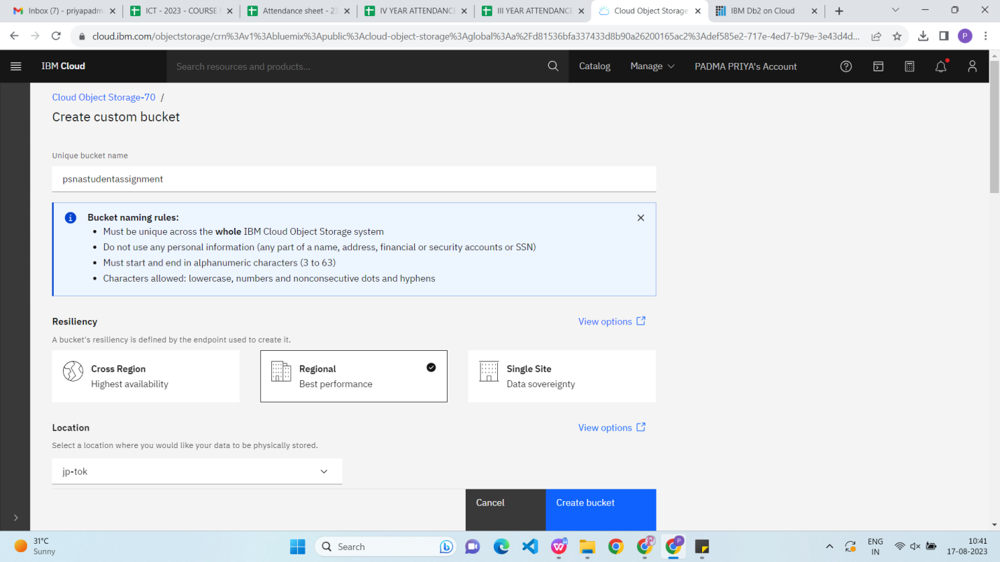 Inbox (7) - priyapadm
ICT - 2023 - COURSE
Attendance sheet - 23
IV YEAR ATTENDANCE
III YEAR ATTENDANCE
Cloud Object Storage
IBM Db2 on Cloud
cloud.ibm.com/objectstorage/crn%3Av1%3Abluemix%3Apublic%3Acloud-object-storage%3Aglobal%3Aa%2Fd81536bfa337433d8b90a26200165ac2%3Adef585e2-717e-4ed7-b79e-3e43d4d...
P
IBM Cloud
Search resources and products...
Catalog
Manage
PADMA PRIYA's Account
Cloud Object Storage-70 /
Create custom bucket
Unique bucket name
psnastudentassignment
Bucket naming rules:
• Must be unique across the whole IBM Cloud Object Storage system
• Do not use any personal information (any part of a name, address, financial or security accounts or SSN)
• Must start and end in alphanumeric characters (3 to 63)
• Characters allowed: lowercase, numbers and nonconsecutive dots and hyphens
Resiliency
View options
A bucket's resiliency is defined by the endpoint used to create it.
Cross Region
Highest availability
Regional
Best performance
Single Site
Data sovereignty
Location
View options
Select a location where you would like your data to be physically stored.
jp-tok
Cancel
Create bucket
31°C
Sunny
Search
P
P
ENG
IN
10:41
17-08-2023